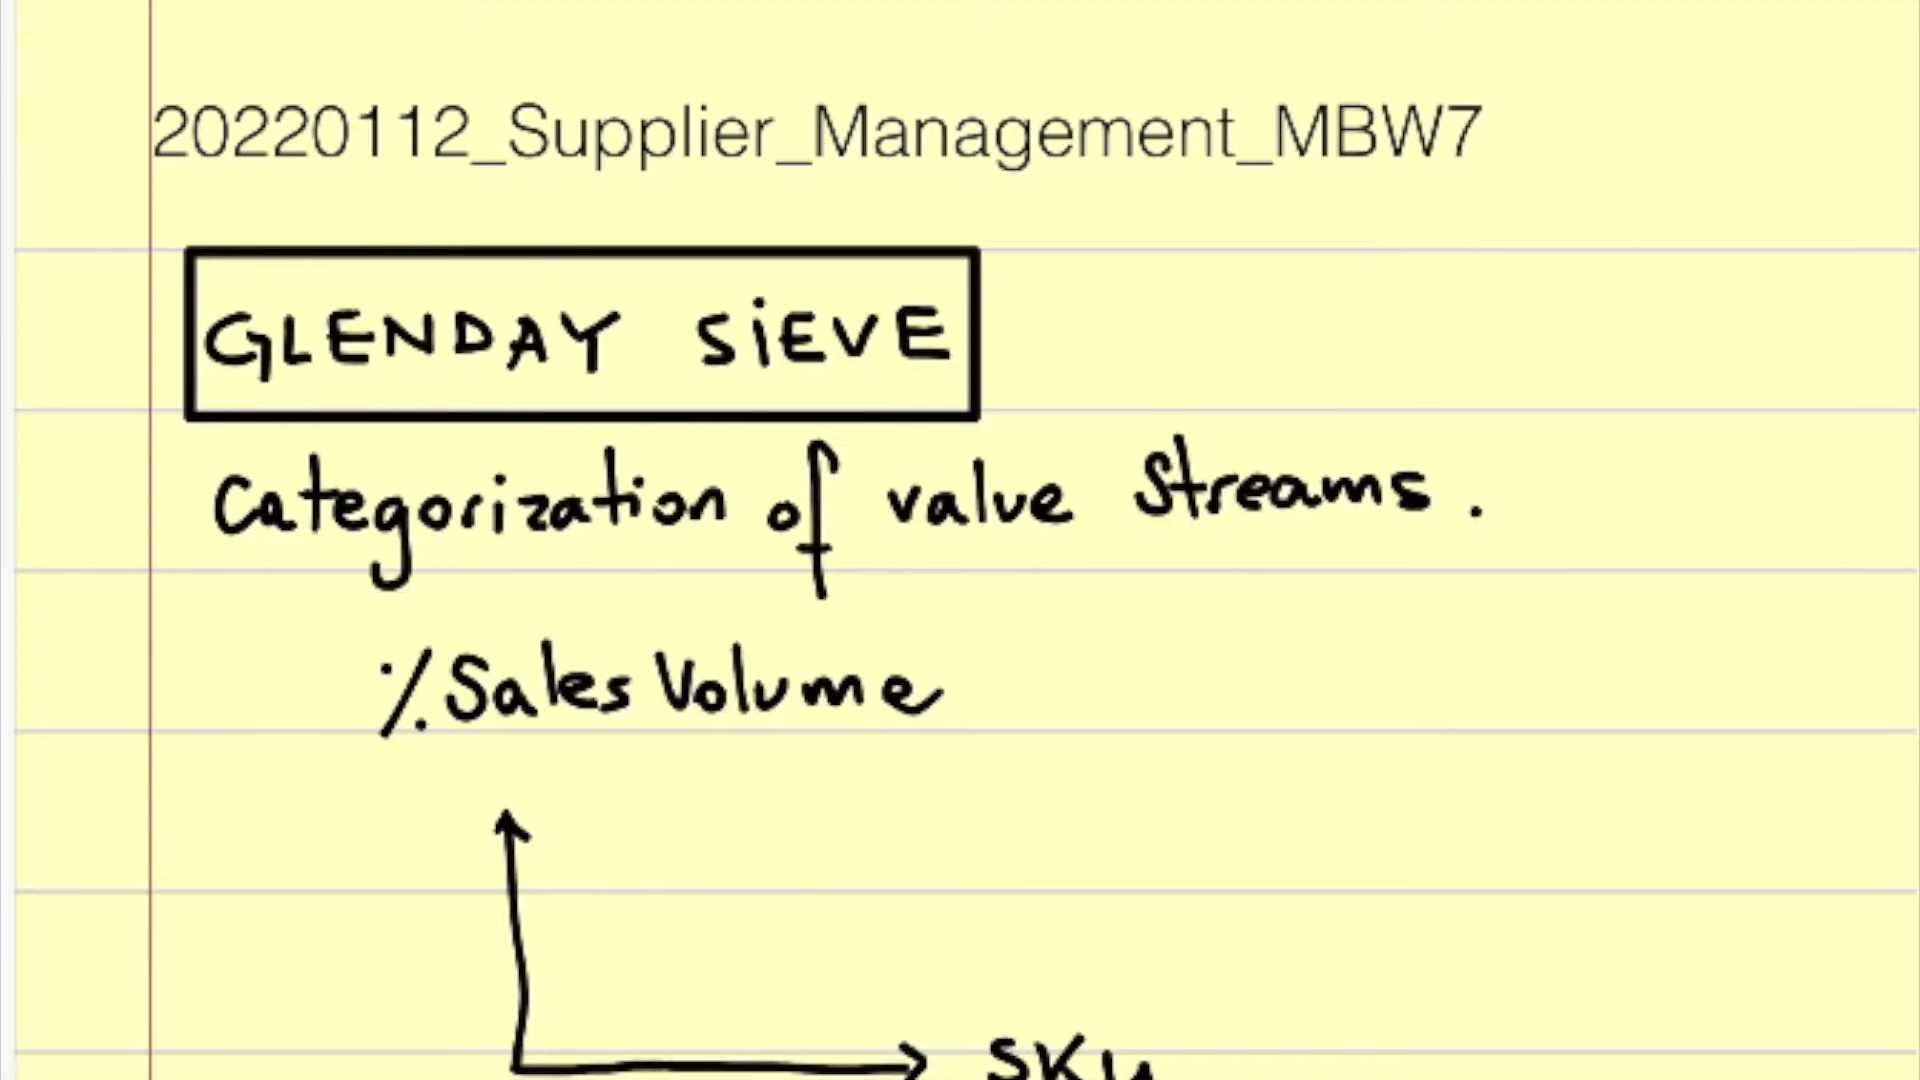 20220112_Supplier_Management_MBW7
GLENDAY SiEVE
Categorization of value Streams.
% Sales Volume
SKU